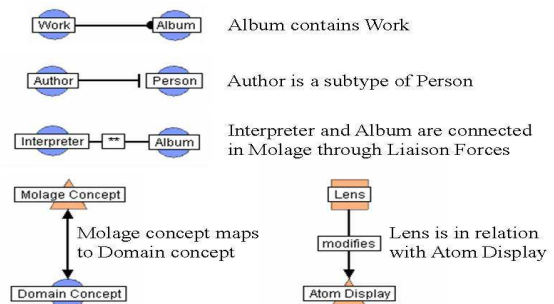 Work Album Album contains Work
Author Person Author is a subtype of Person
Interpreter ** Album Interpreter and Album are connected
in Molage through Liaison Forces
Molage Concept
Molage concept maps
to Domain concept
Domain Concept
Lens
modifies
Lens is in relation
with Atom Display
Atom Display